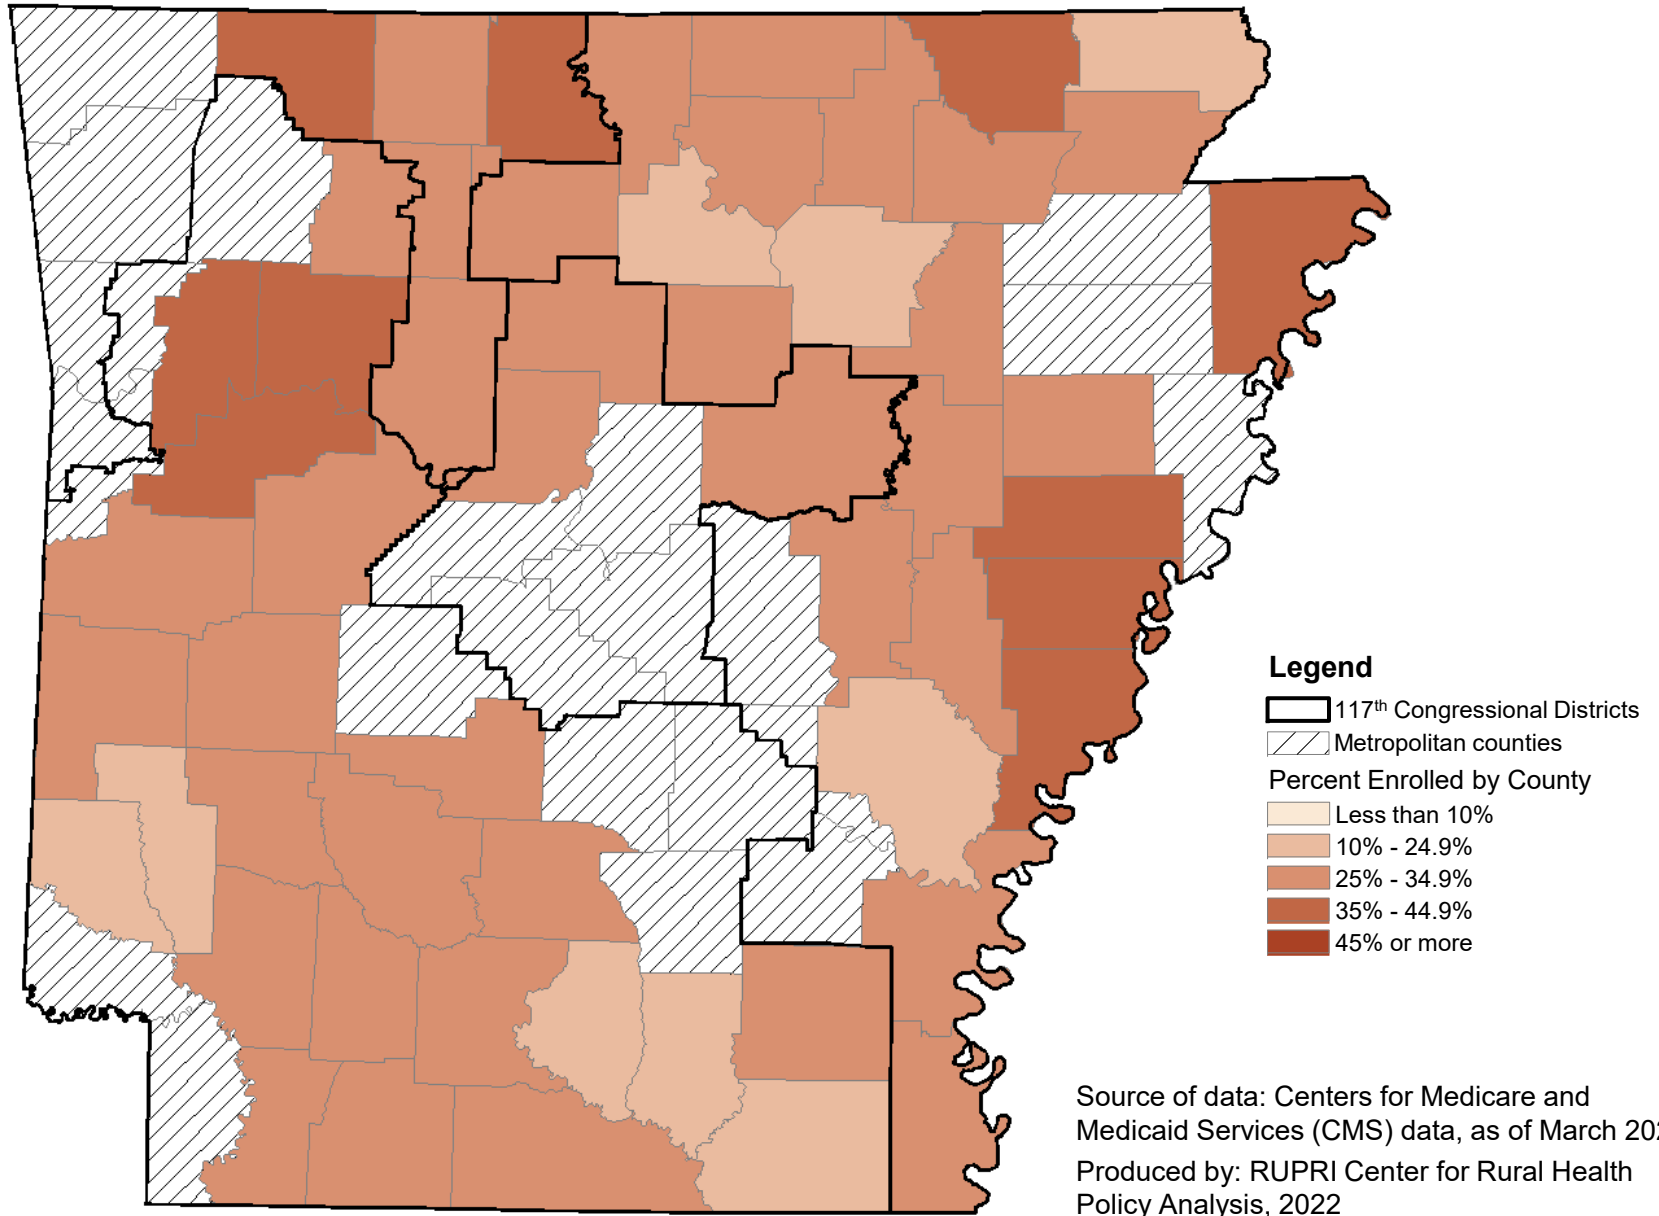 Legend
117th Congressional Districts
Metropolitan counties
Percent Enrolled by County
Less than 10%
10% - 24.9%
25% - 34.9%
35% - 44.9%
45% or more
Source of data: Centers for Medicare and
Medicaid Services (CMS) data, as of March
Produced by: RUPRI Center for Rural Health
Policy Analysis, 2022